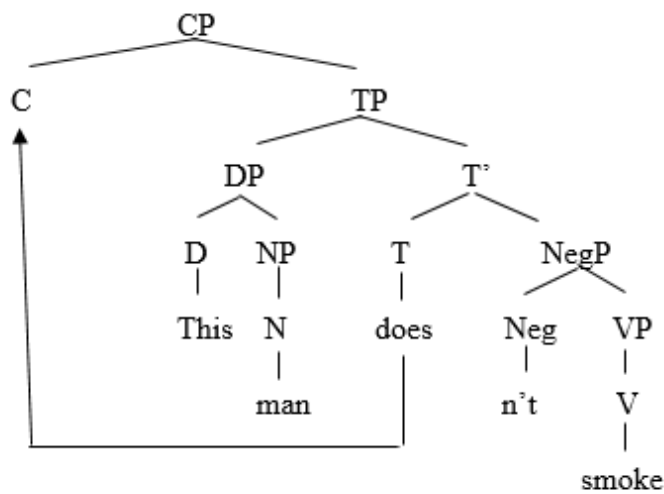 CP
C TP
DP T’
D NP T NegP
This N does Neg VP
man n’t V
smoke